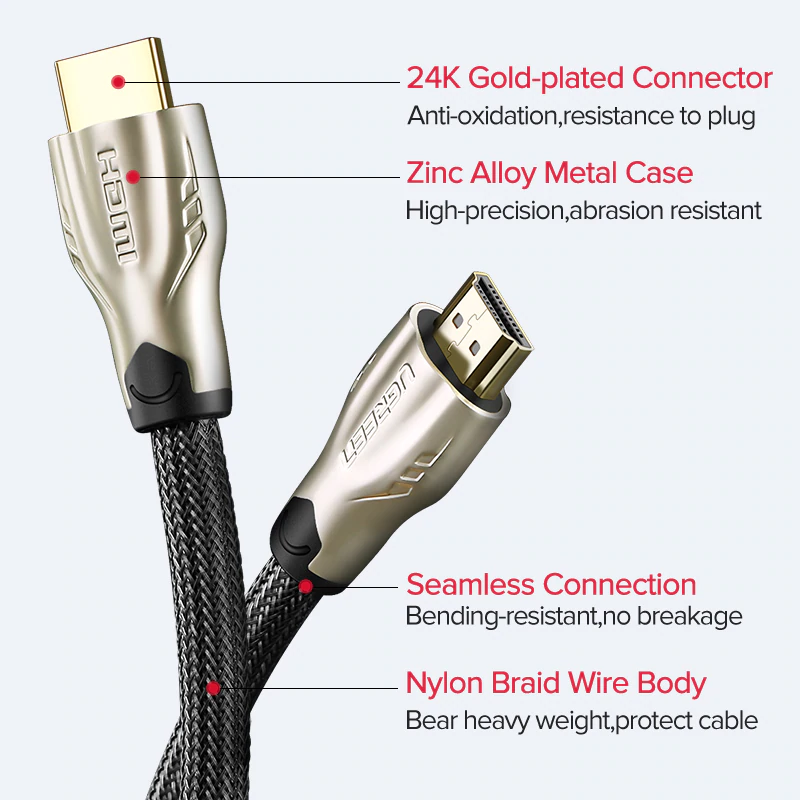 24K Gold-plated Connector
Anti-oxidation,resistance to plug
HDMI
Zinc Alloy Metal Case
High-precision,abrasion resistant
UGREEN
Seamless Connection
Bending-resistant,no breakage
Nylon Braid Wire Body
Bear heavy weight,protect cable